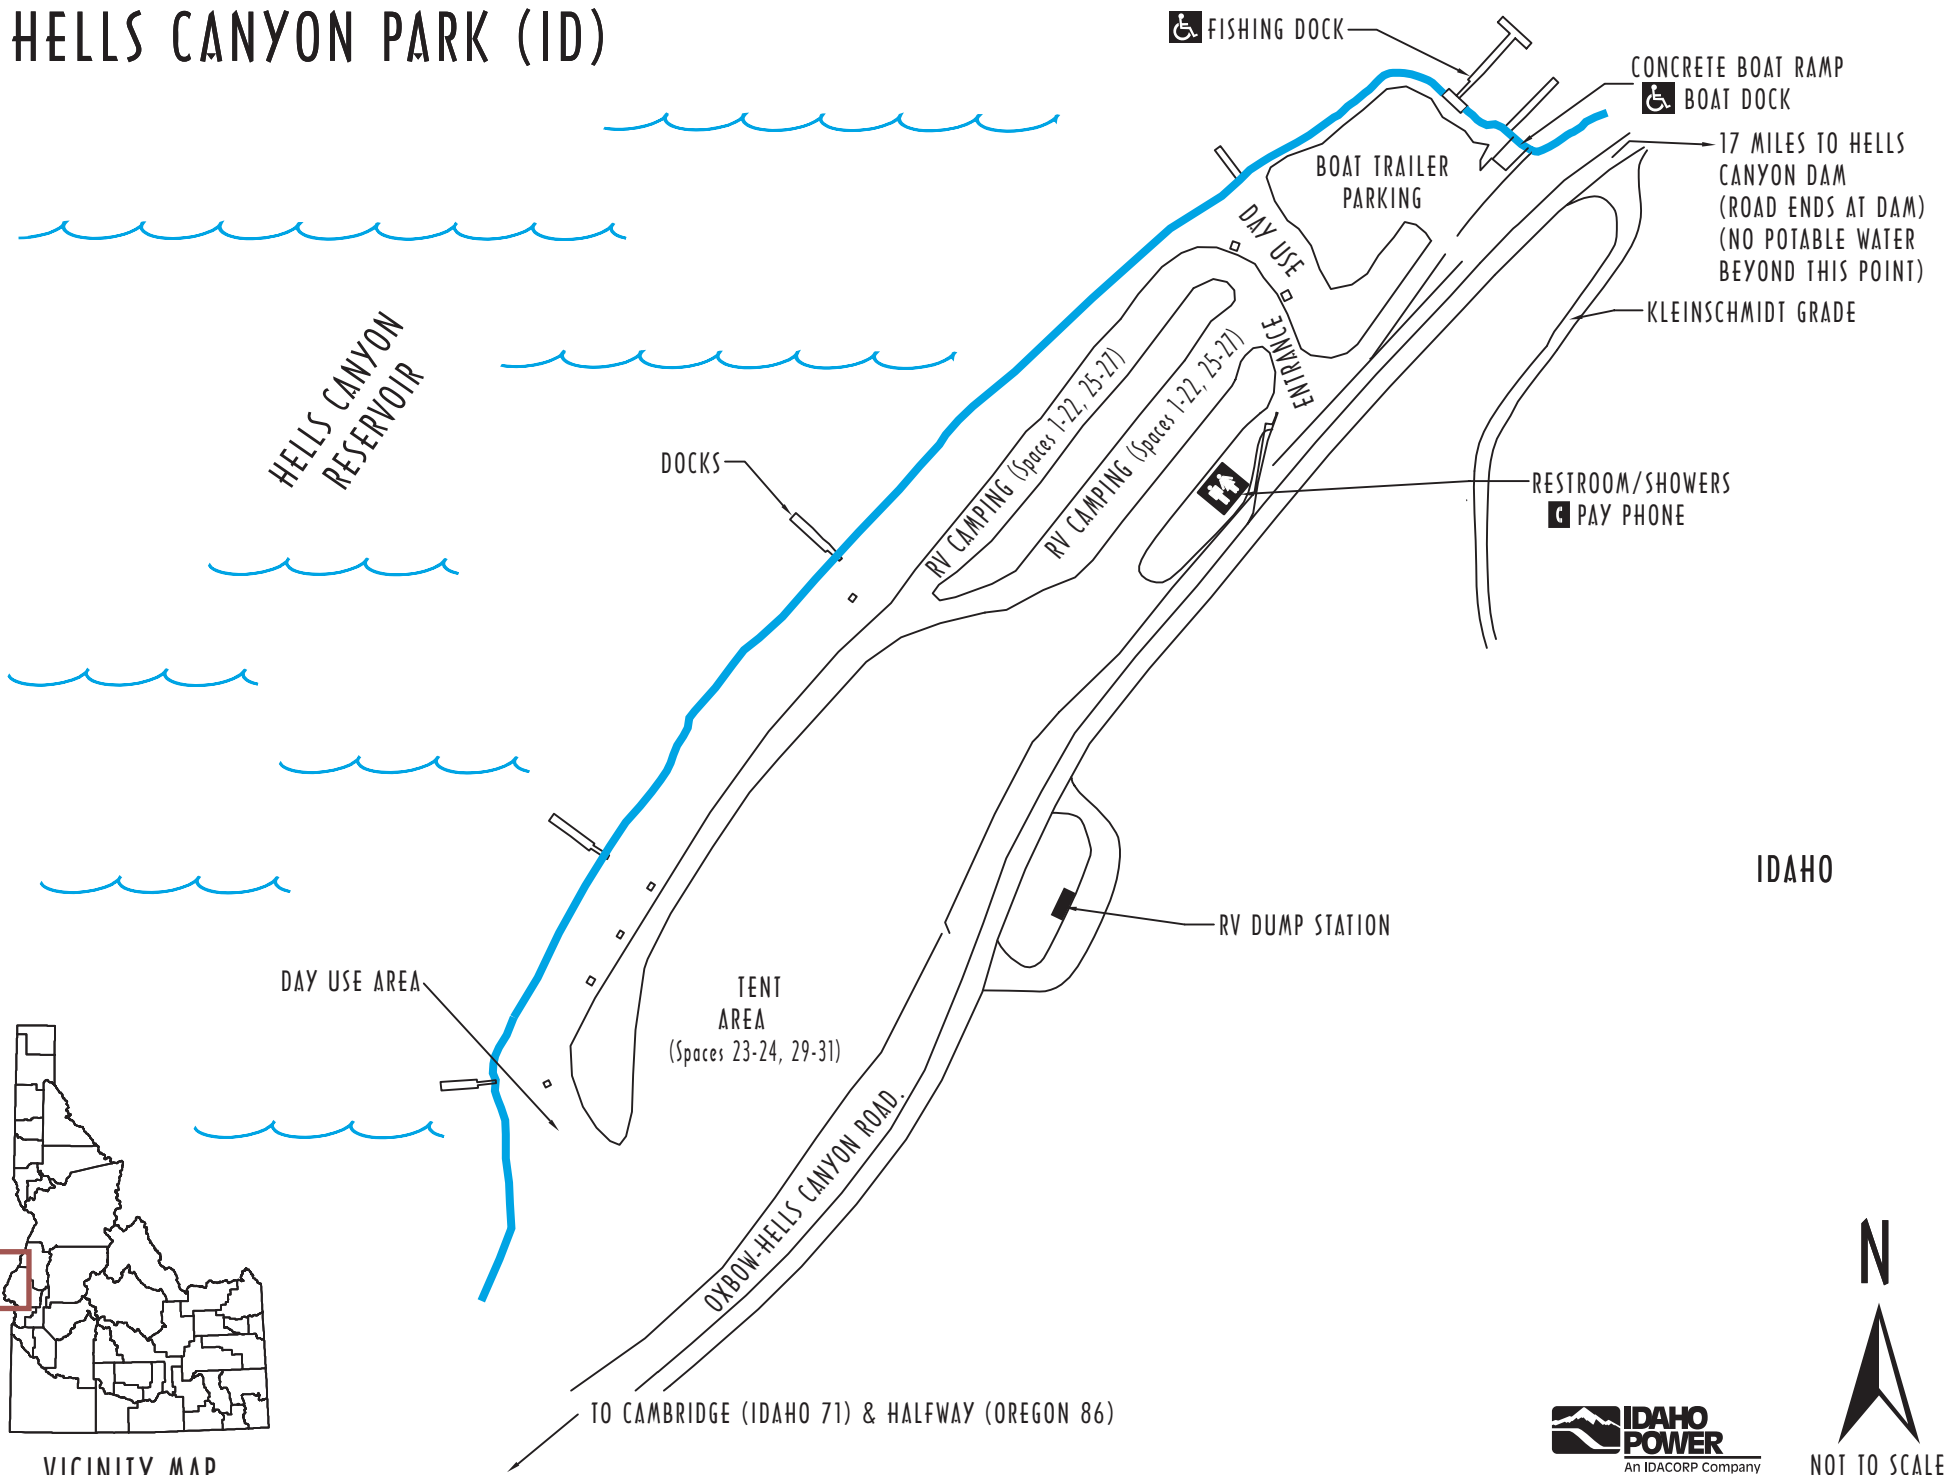 HELLS CANYON PARK (ID)
FISHING DOCK
CONCRETE BOAT RAMP
BOAT DOCK
17 MILES TO HELLS
CANYON DAM
(ROAD ENDS AT DAM)
(NO POTABLE WATER
BEYOND THIS POINT)
BOAT TRAILER
PARKING
DAY USE
ENTRANCE
KLEINSCHMIDT GRADE
HELLS CANYON
RESERVOIR
DOCKS
RV CAMPING (Spaces 1-22, 25-27)
RV CAMPING (Spaces 1-22, 25-27)
RESTROOM/SHOWERS
PAY PHONE
IDAHO
RV DUMP STATION
DAY USE AREA
TENT
AREA
(Spaces 23-24, 29-31)
OXBOW-HELLS CANYON ROAD.
TO CAMBRIDGE (IDAHO 71) & HALFWAY (OREGON 86)
VICINITY MAP
IDAHO
POWER
An IDACORP Company
N
NOT TO SCALE